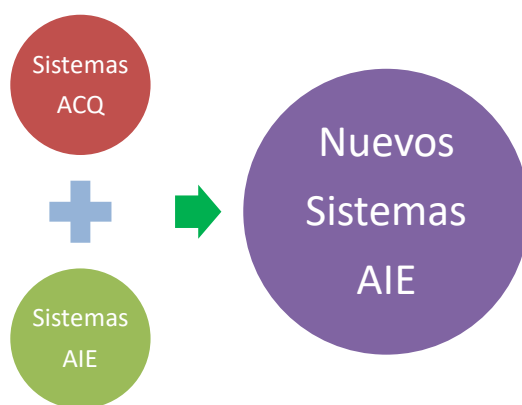 Sistemas
ACQ
Sistemas
AIE
Nuevos
Sistemas
AIE